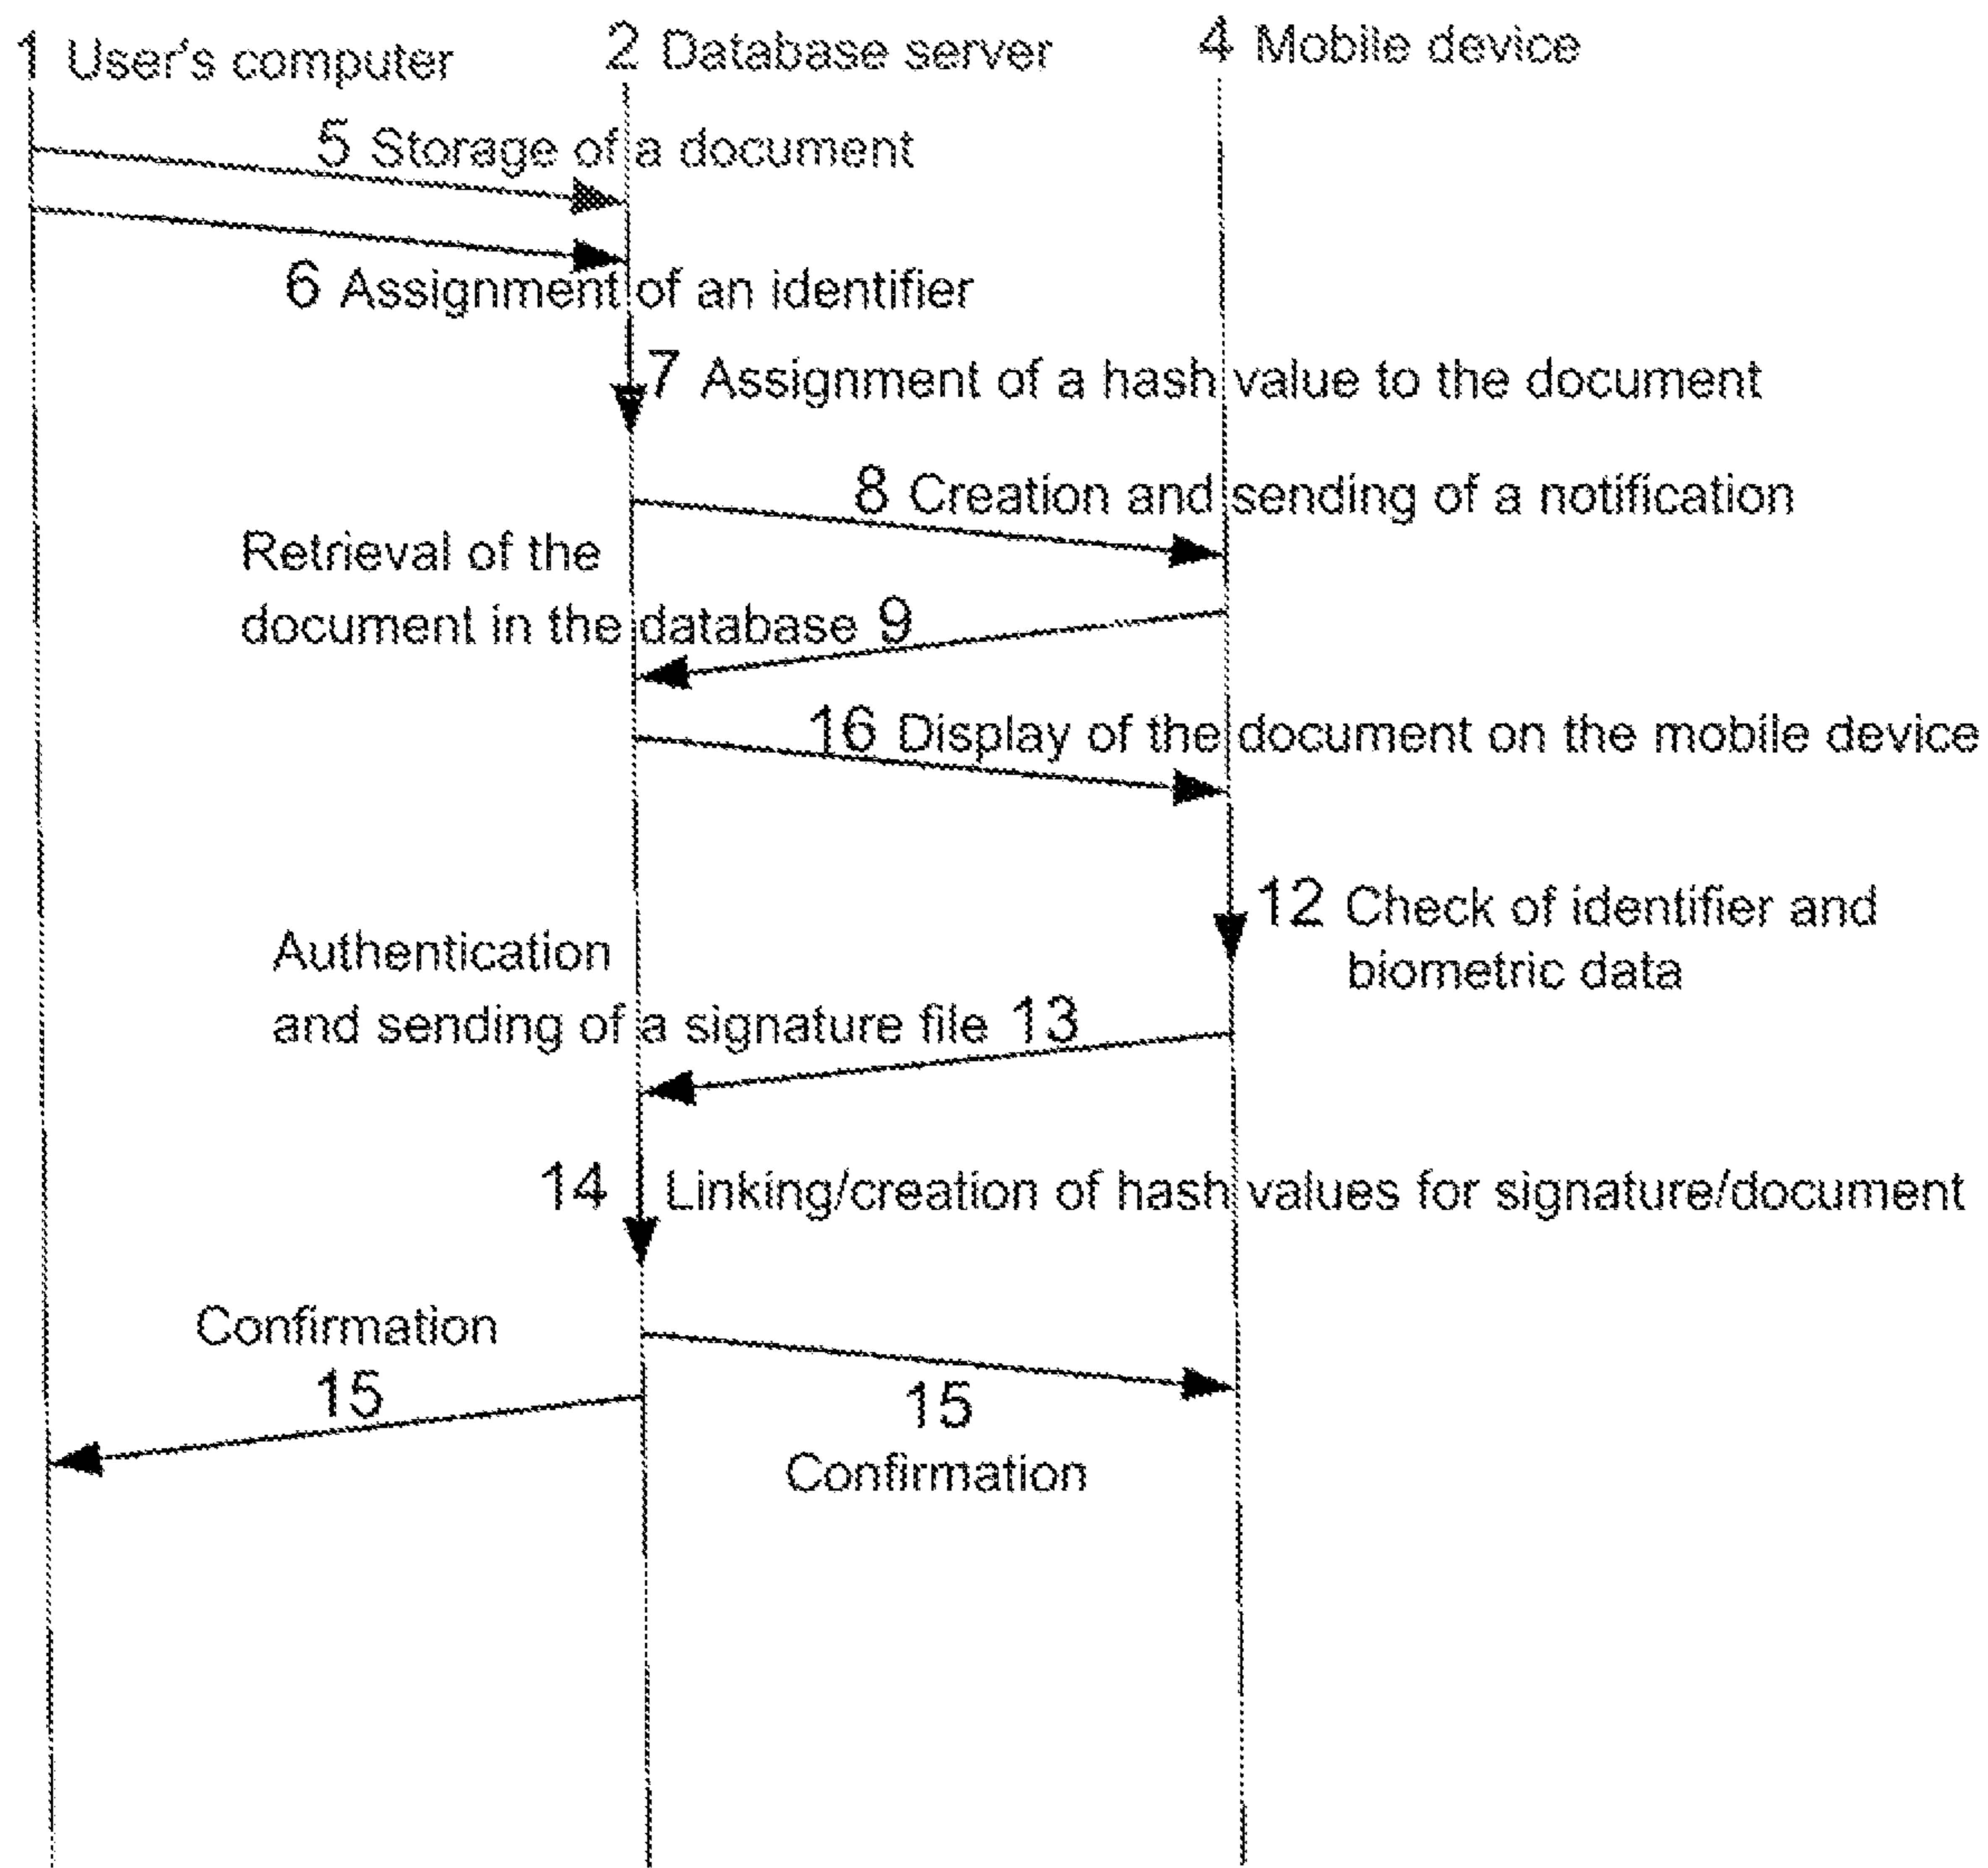 1 User's computer
2 Database server
4 Mobile device
5 Storage of a document
6 Assignment of an identifier
7 Assignment of a hash value to the document
8 Creation and sending of a notification
Retrieval of the
document in the database 9
16 Display of the document on the mobile device
12 Check of identifier and
biometric data
Authentication
and sending of a signature file 13
14 Linking/creation of hash values for signature/document
Confirmation
15
15
Confirmation